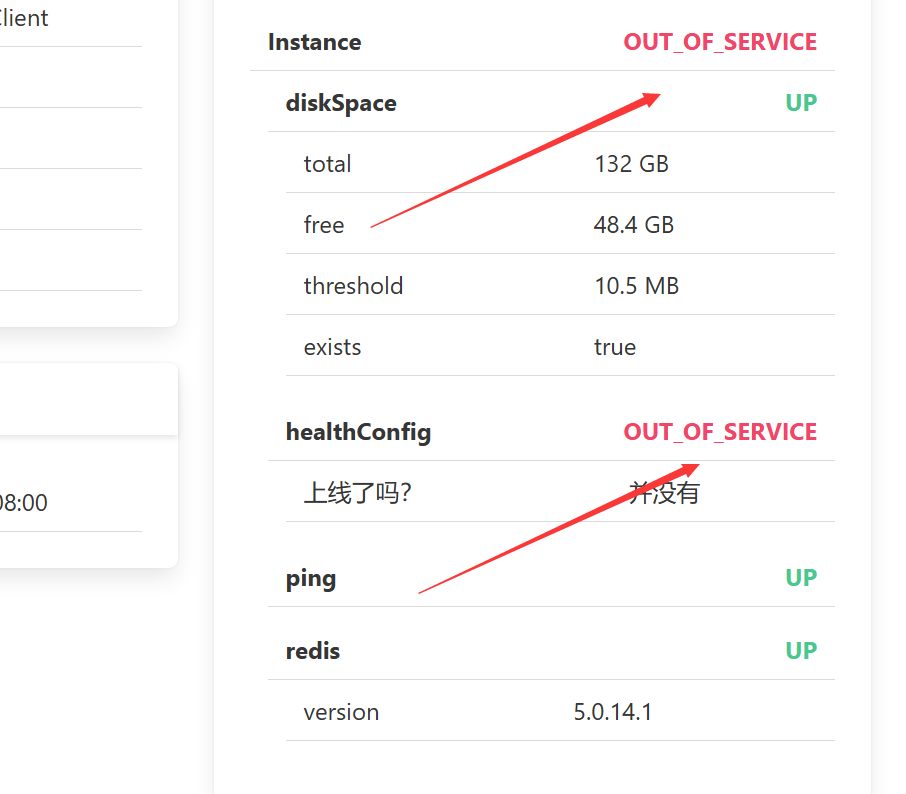 Client
08:00
Instance OUT_OF_SERVICE
diskSpace UP
total 132 GB
free 48.4 GB
threshold 10.5 MB
exists true
healthConfig OUT_OF_SERVICE
上线了吗? 并没有
ping UP
redis UP
version 5.0.14.1